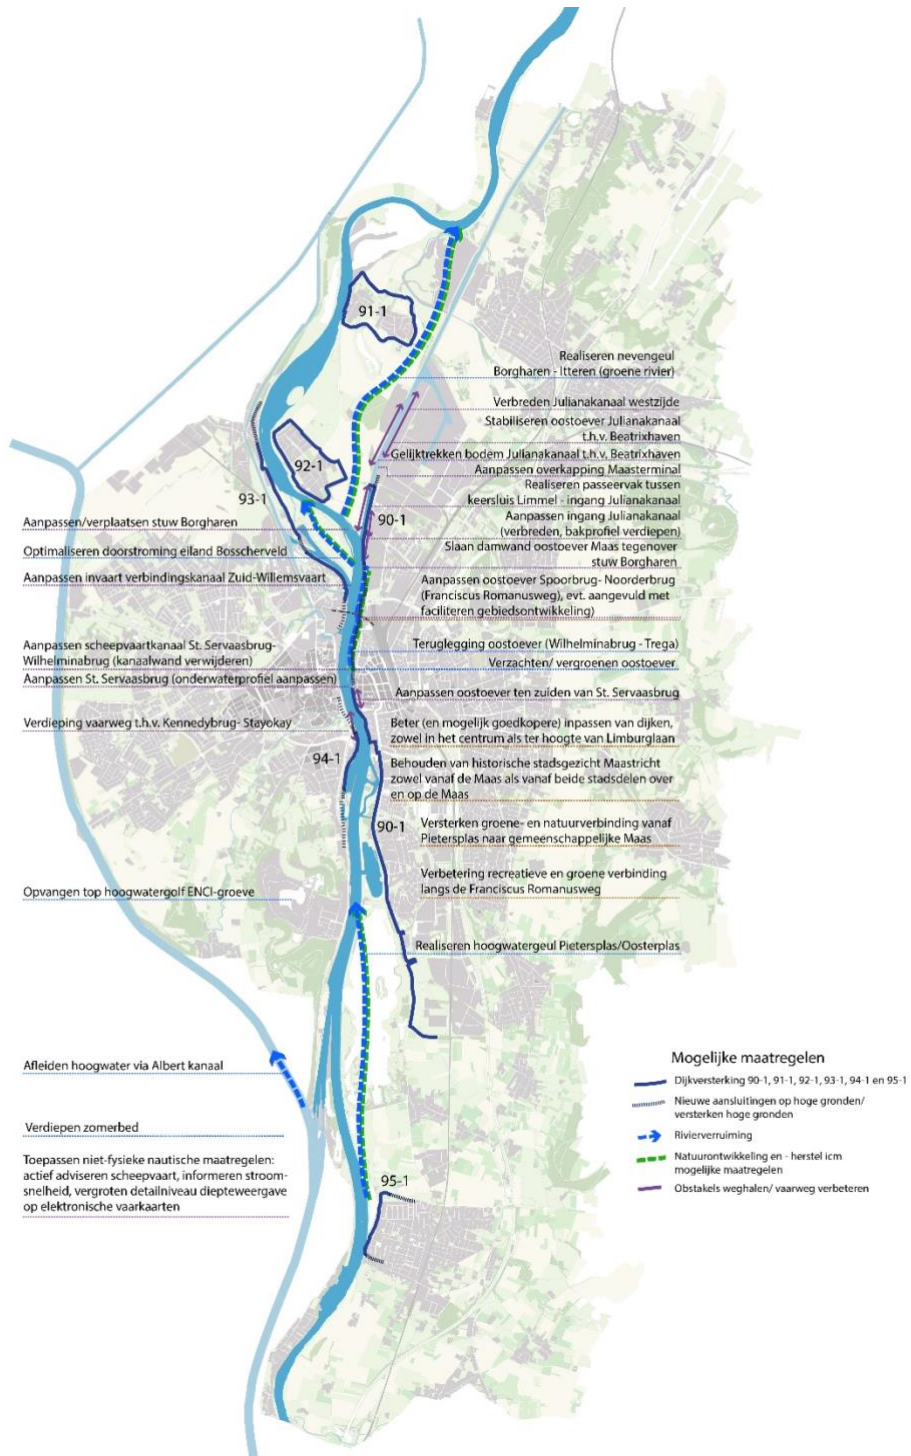 91-1
Realiseren nevengeul
Borgharen - Itteren (groene rivier)
Verbreden Julianakanaal westzijde
Stabiliseren oostoever Julianakanaal
t.h.v. Beatrixhaven
Gelijktrekken bodem Julianakanaal t.h.v. Beatrixhaven
92-1
Aanpassen overkapping Maasterminal
93-1
Realiseren passeervak tussen
keersluis Limmel - ingang Julianakanaal
90-1
Aanpassen ingang Julianakanaal
(verbreden, bakprofiel verdiepen)
Slaan damwand oostoever Maas tegenover
stuw Borgharen
Aanpassen/verplaatsen stuw Borgharen
Optimaliseren doorstroming eiland Bosscherveld
Aanpassen invaart verbindingskanaal Zuid-Willemsvaart
Aanpassen oostoever Spoorbrug- Noorderbrug
(Franciscus Romanusweg), evt. aangevuld met
faciliteren gebiedsontwikkeling)
Aanpassen scheepvaartkanaal St. Servaasbrug-
Wilhelminabrug (kanaalwand verwijderen)
Teruglegging oostoever (Wilhelminabrug - Trega)
Verzachten/ vergroenen oostoever
Aanpassen St. Servaasbrug (onderwaterprofiel aanpassen)
Aanpassen oostoever ten zuiden van St. Servaasbrug
Verdieping vaarweg t.h.v. Kennedybrug- Stayokay
Beter (en mogelijk goedkopere) inpassen van dijken,
zowel in het centrum als ter hoogte van Limburglaan
94-1
Behouden van historische stadsgezicht Maastricht
zowel vanaf de Maas als vanaf beide stadsdelen over
en op de Maas
90-1
Versterken groene- en natuurverbinding vanaf
Pietersplas naar gemeenschappelijke Maas
Verbetering recreatieve en groene verbinding
langs de Franciscus Romanusweg
Opvangen top hoogwatergolf ENCI-groeve
Realiseren hoogwatergeul Pietersplas/Oosterplas
Afleiden hoogwater via Albert kanaal
Verdiepen zomerbed
Toepassen niet-fysieke nautische maatregelen:
actief adviseren scheepvaart, informeren stroom-
snelheid, vergroten detailniveau diepteweergave
op elektronische vaarkaarten
95-1
Mogelijke maatregelen
Dijkversterking 90-1, 91-1, 92-1, 93-1, 94-1 en 95-1
Nieuwe aansluitingen op hoge gronden/
versterken hoge gronden
Rivierverruiming
Natuurontwikkeling en - herstel icm
mogelijke maatregelen
Obstakels weghalen/ vaarweg verbeteren